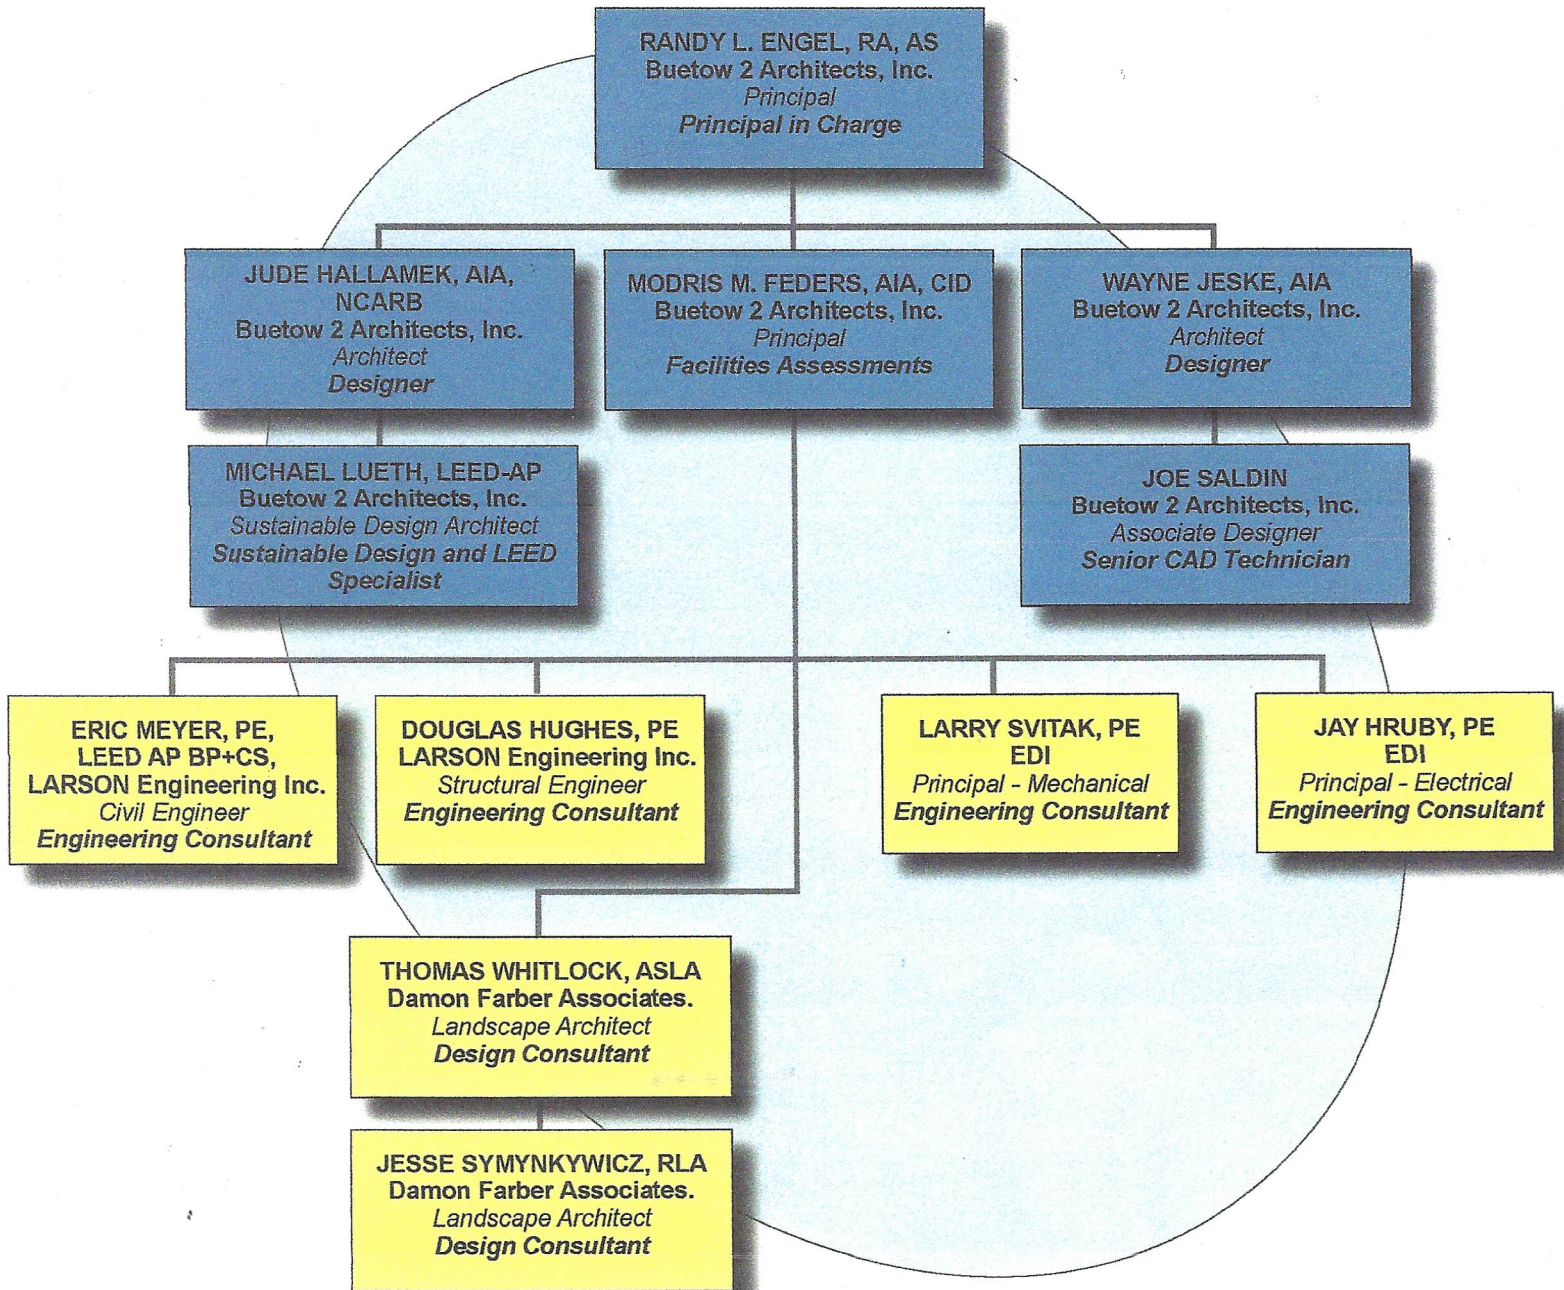 RANDY L. ENGEL, RA, AS
Buetow 2 Architects, Inc.
Principal
Principal in Charge
JUDE HALLAMEK, AIA,
NCARB
Buetow 2 Architects, Inc.
Architect
Designer
MODRIS M. FEDERS, AIA, CID
Buetow 2 Architects, Inc.
Principal
Facilities Assessments
WAYNE JESKE, AIA
Buetow 2 Architects, Inc.
Architect
Designer
MICHAEL LUETH, LEED-AP
Buetow 2 Architects, Inc.
Sustainable Design Architect
Sustainable Design and LEED
Specialist
JOE SALDIN
Buetow 2 Architects, Inc.
Associate Designer
Senior CAD Technician
ERIC MEYER, PE,
LEED AP BP+CS,
LARSON Engineering Inc.
Civil Engineer
Engineering Consultant
DOUGLAS HUGHES, PE
LARSON Engineering Inc.
Structural Engineer
Engineering Consultant
LARRY SVITAK, PE
EDI
Principal - Mechanical
Engineering Consultant
JAY HRUBY, PE
EDI
Principal - Electrical
Engineering Consultant
THOMAS WHITLOCK, ASLA
Damon Farber Associates.
Landscape Architect
Design Consultant
JESSE SYMYNKYWICZ, RLA
Damon Farber Associates.
Landscape Architect
Design Consultant